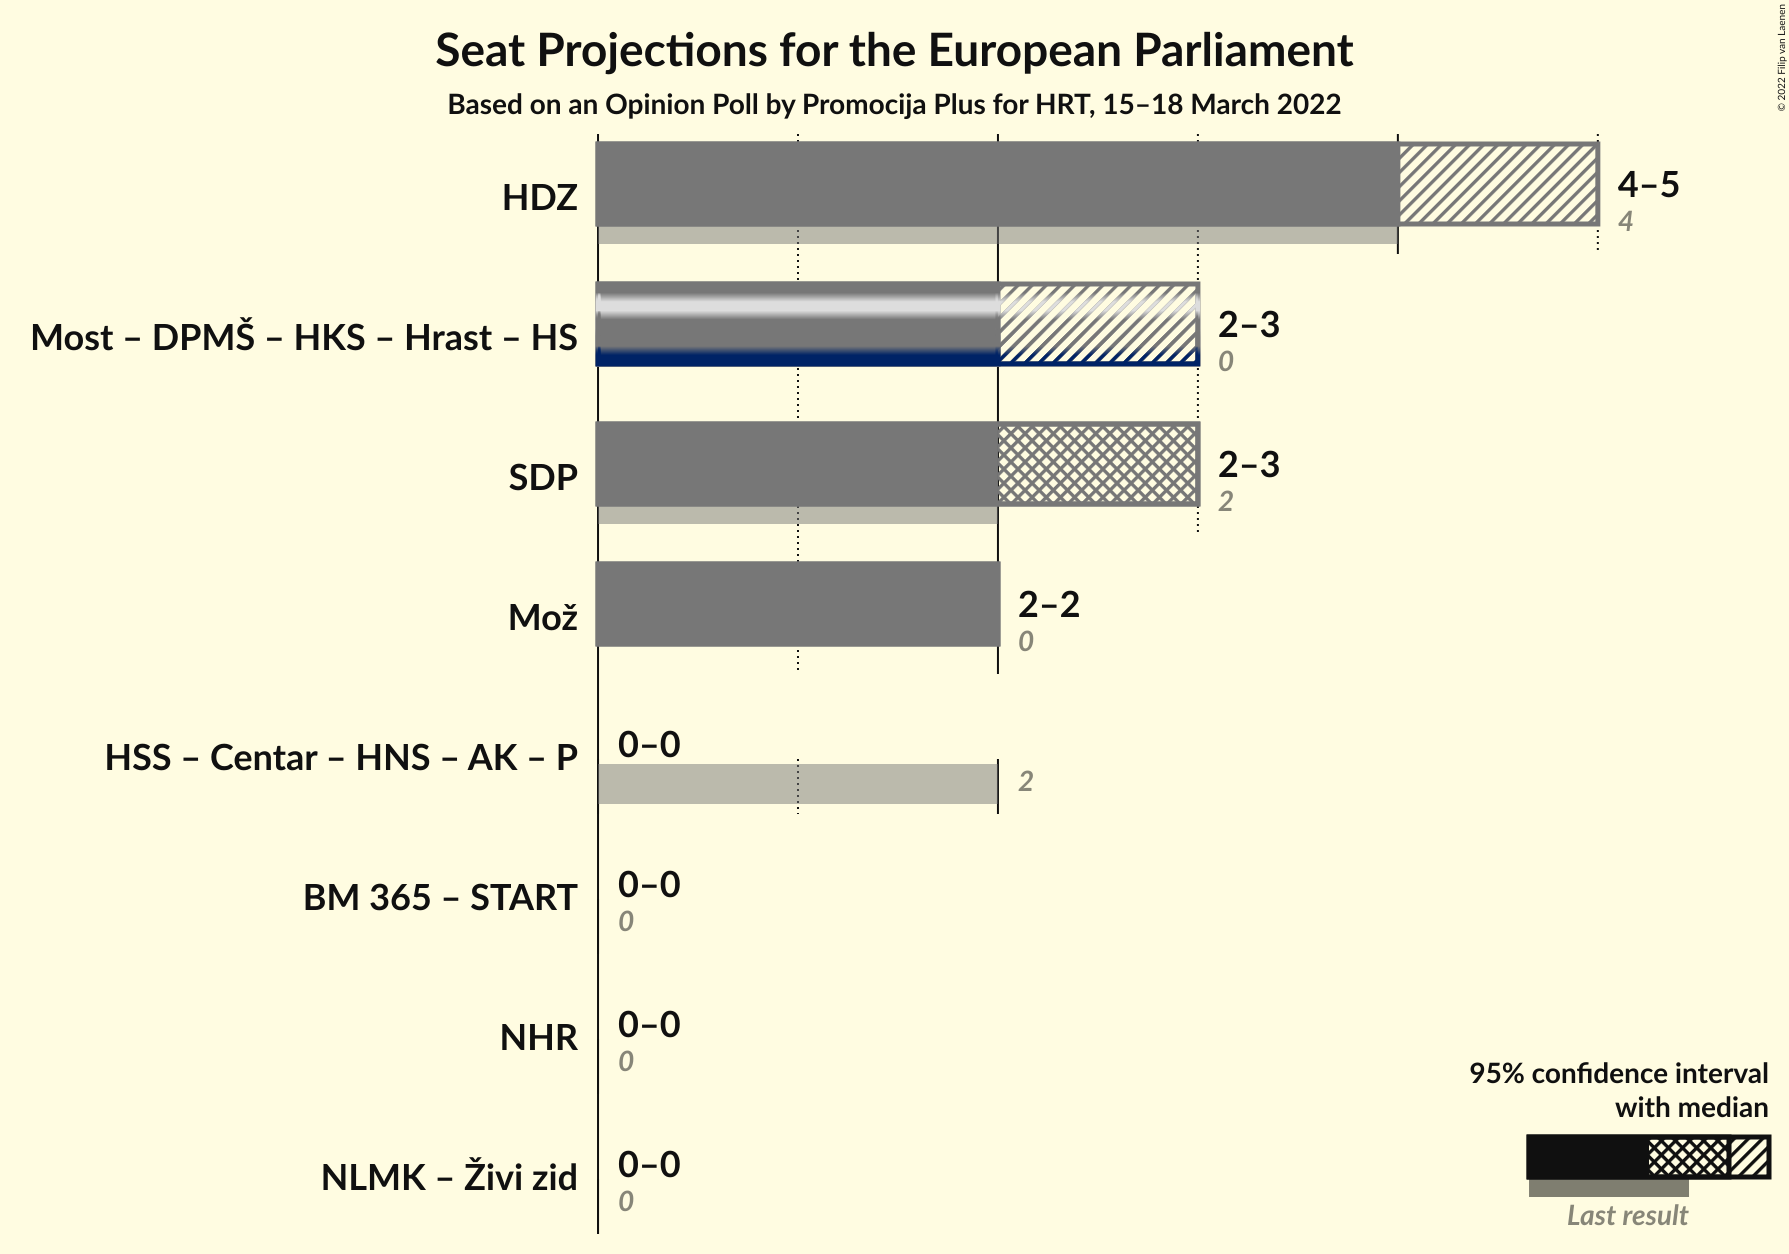 Seat Projections for the European Parliament
Based on an Opinion Poll by Promocija Plus for HRT, 15–18 March 2022
© 2022 Filip van Laenen
HDZ
4–5
4
Most – DPMŠ – HKS – Hrast – HS
2–3
0
SDP
2–3
2
Mož
2–2
0
HSS – Centar – HNS – AK – P
0–0
2
BM 365 – START
0–0
0
NHR
0–0
0
NLMK – Živi zid
0–0
0
95% confidence interval
with median
Last result